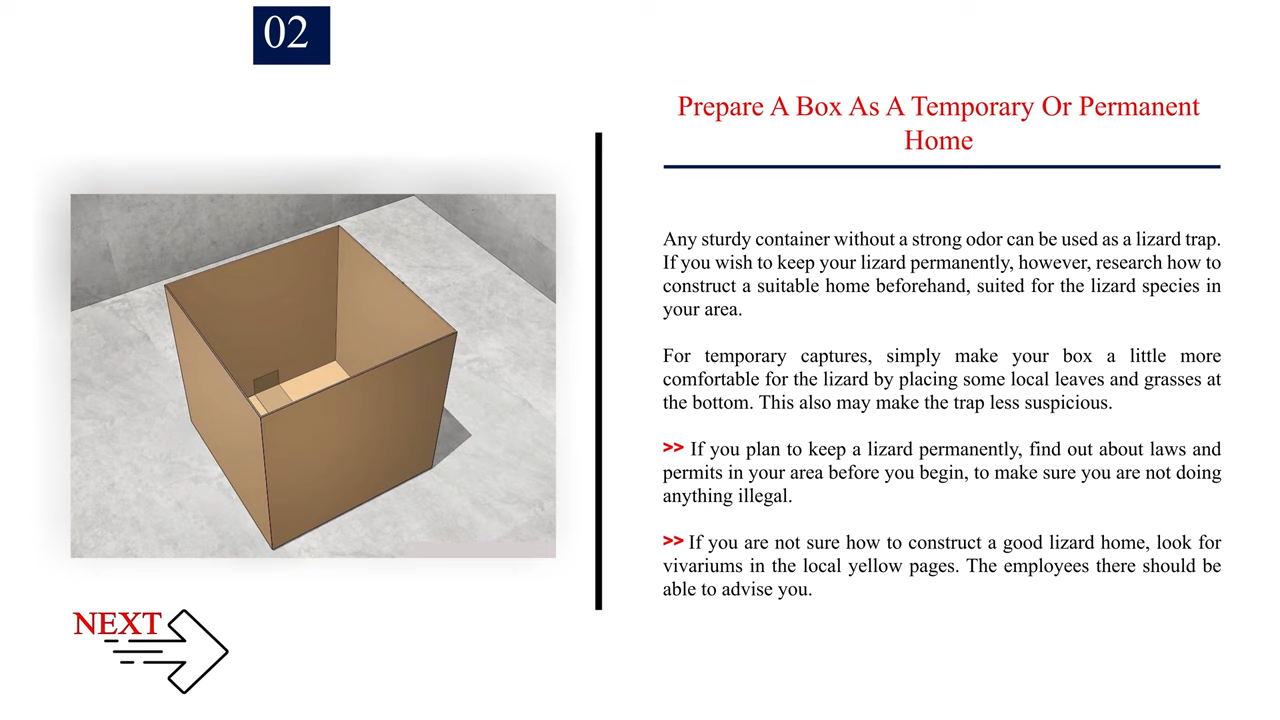 02
Prepare A Box As A Temporary Or Permanent
Home
Any sturdy container without a strong odor can be used as a lizard trap.
If you wish to keep your lizard permanently, however, research how to
construct a suitable home beforehand, suited for the lizard species in
your area.
For temporary captures, simply make your box a little more
comfortable for the lizard by placing some local leaves and grasses at
the bottom. This also may make the trap less suspicious.
>> If you plan to keep a lizard permanently, find out about laws and
permits in your area before you begin, to make sure you are not doing
anything illegal.
>> If you are not sure how to construct a good lizard home, look for
vivariums in the local yellow pages. The employees there should be
able to advise you.
NEXT